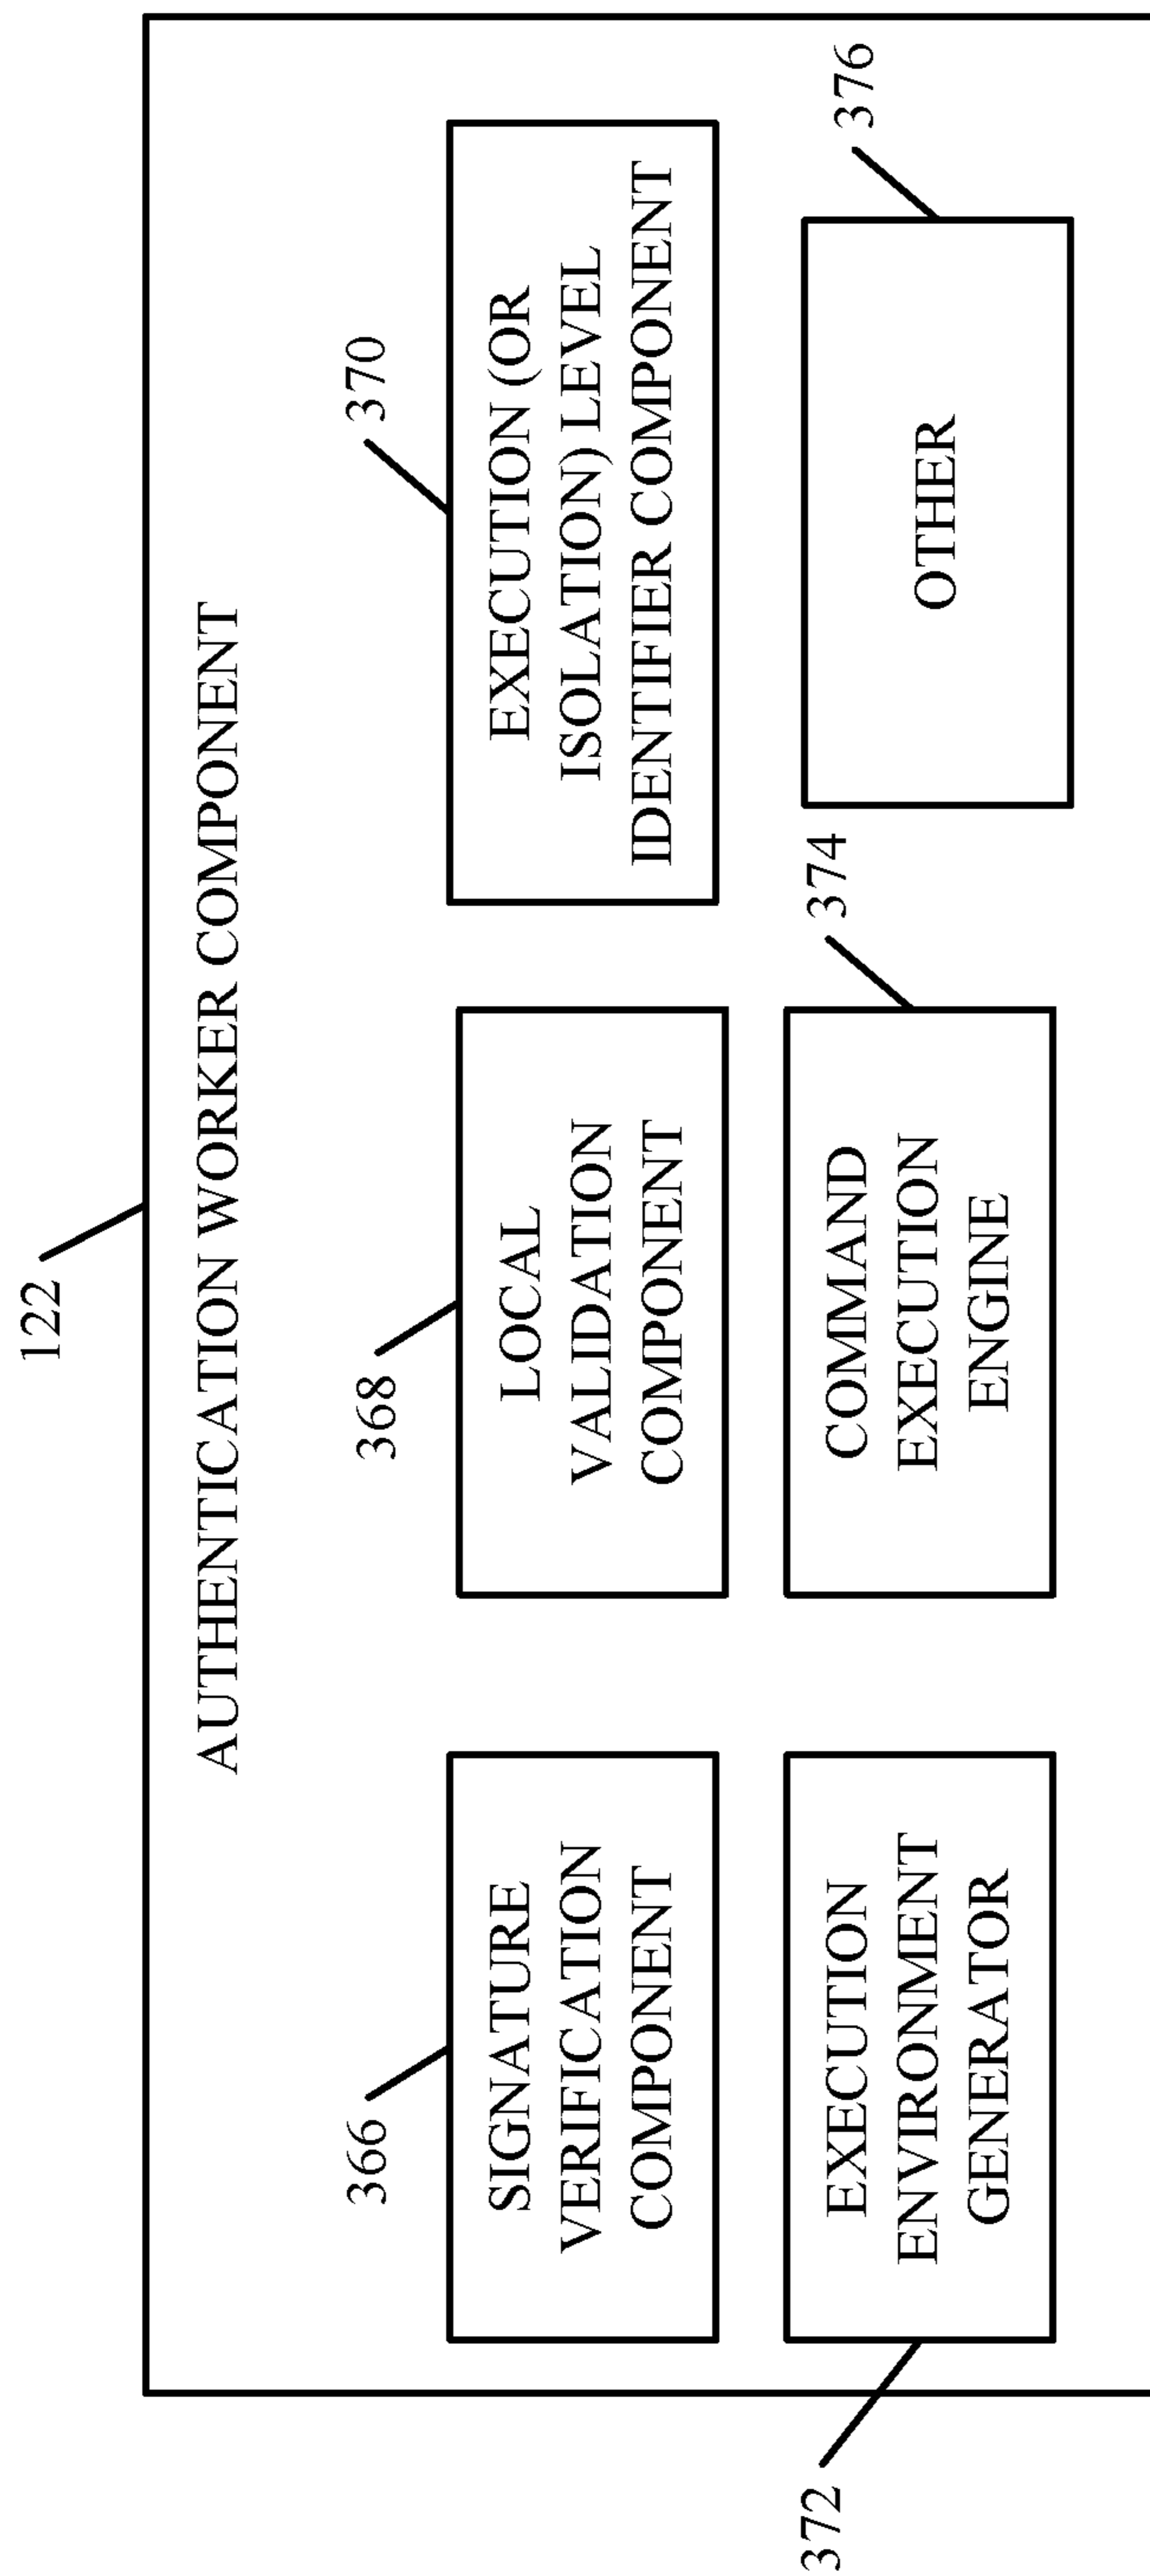 122
AUTHENTICATION WORKER COMPONENT
366
SIGNATURE
VERIFICATION
COMPONENT
368
LOCAL
VALIDATION
COMPONENT
370
EXECUTION (OR
ISOLATION) LEVEL
IDENTIFIER COMPONENT
372
EXECUTION
ENVIRONMENT
GENERATOR
374
COMMAND
EXECUTION
ENGINE
376
OTHER